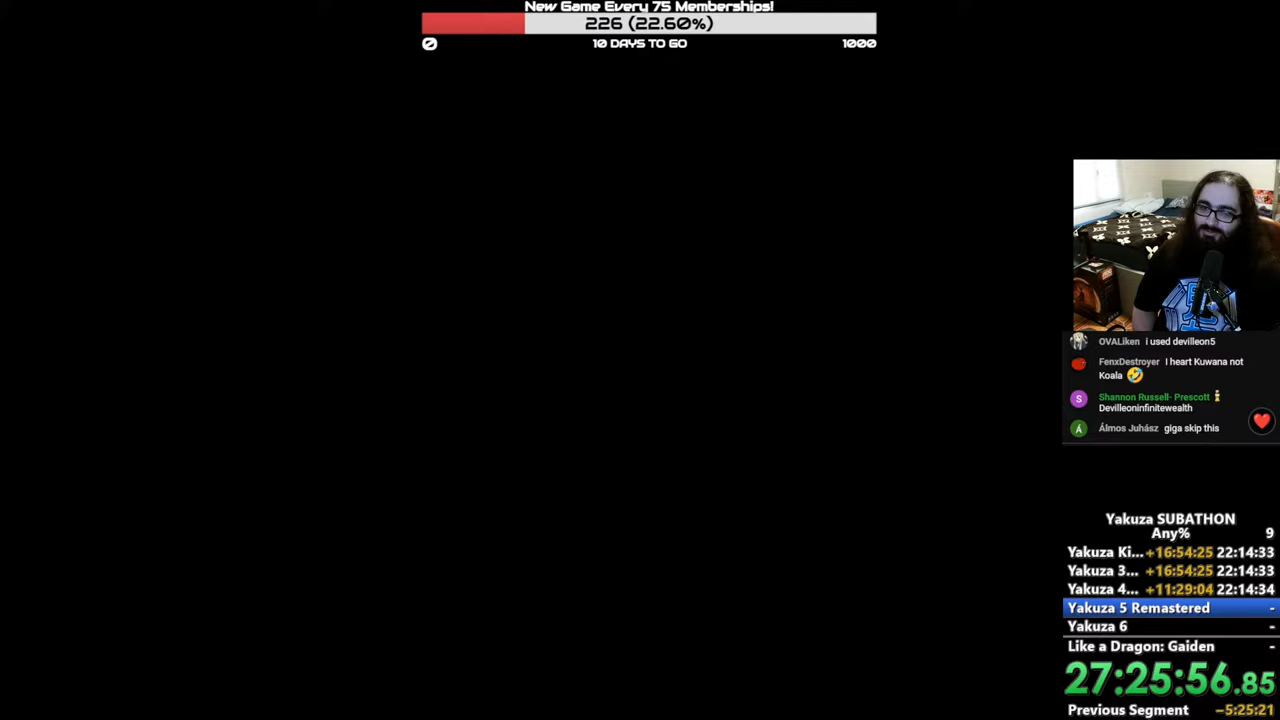 New Game Every 75 Memberships!
226 (22.60%)
0 10 DAYS TO GO 1000
OVALiken i used devilleon5
FenxDestroyer I heart Kuwana not
Koala 🤣
Shannon Russell- Prescott
Devilleoninfinitewealth
Álmos Juhász giga skip this
Yakuza SUBATHON
Any% 9
Yakuza Ki... +16:54:25 22:14:33
Yakuza 3... +16:54:25 22:14:33
Yakuza 4... +11:29:04 22:14:34
Yakuza 5 Remastered -
Yakuza 6 -
Like a Dragon: Gaiden -
27:25:56.85
Previous Segment −5:25:21